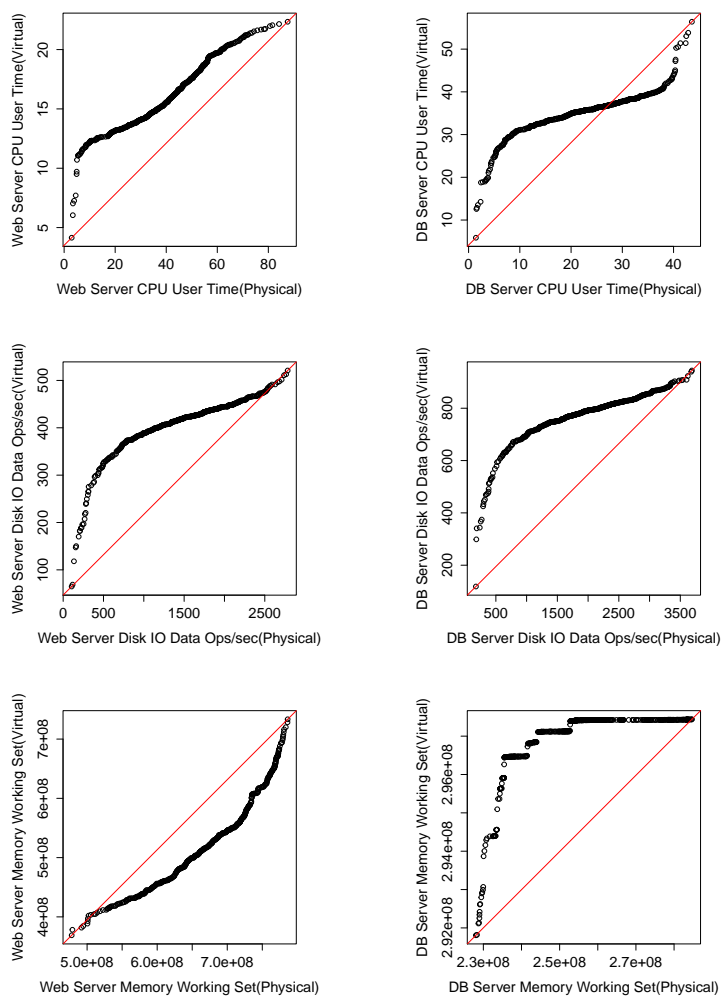 Web Server CPU User Time(Virtual)
5 10 15 20
0 20 40 60 80
Web Server CPU User Time(Physical)
DB Server CPU User Time(Virtual)
10 20 30 40 50
0 10 20 30 40
DB Server CPU User Time(Physical)
Web Server Disk IO Data Ops/sec(Virtual)
100 200 300 400 500
0 500 1500 2500
Web Server Disk IO Data Ops/sec(Physical)
DB Server Disk IO Data Ops/sec(Virtual)
200 400 600 800
500 1500 2500 3500
DB Server Disk IO Data Ops/sec(Physical)
Web Server Memory Working Set(Virtual)
4e+08 5e+08 6e+08 7e+08
5.0e+08 6.0e+08 7.0e+08
Web Server Memory Working Set(Physical)
DB Server Memory Working Set(Virtual)
2.92e+08 2.94e+08 2.96e+08
2.3e+08 2.5e+08 2.7e+08
DB Server Memory Working Set(Physical)